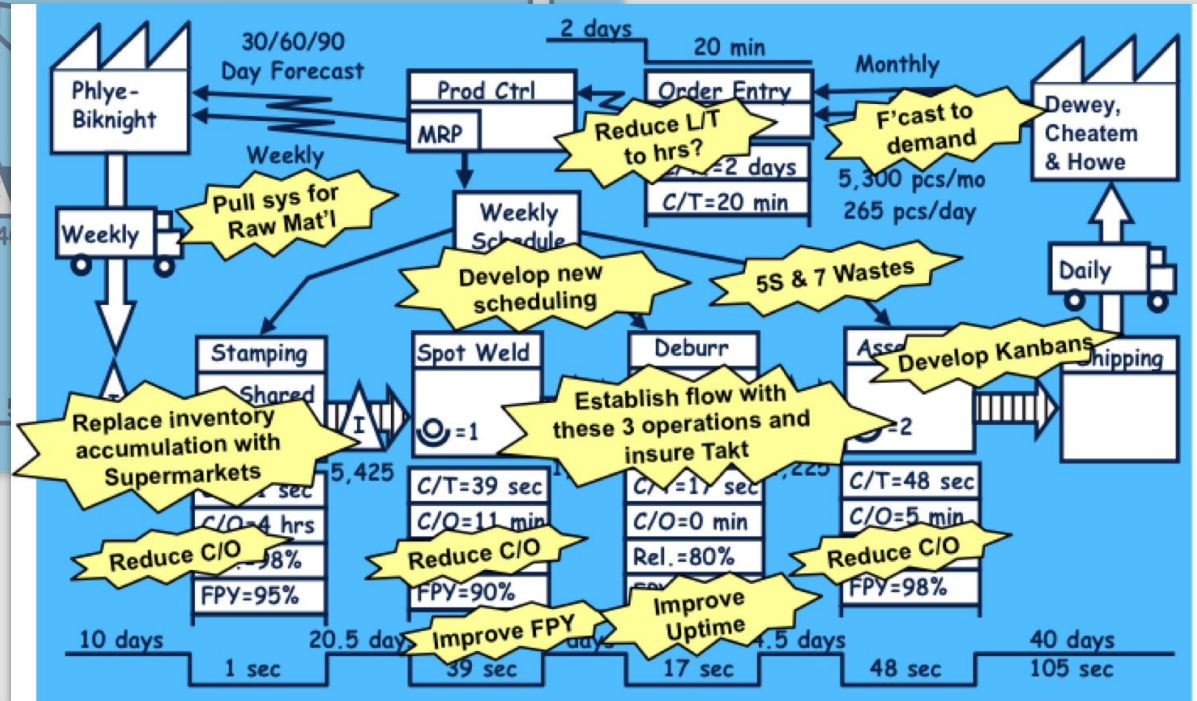 2 days
20 min
30/60/90
Day Forecast
Monthly
Phlye-
Biknight
Prod Ctrl
MRP
Order Entry
Reduce L/T
to hrs?
F'cast to
demand
Dewey,
Cheatem
& Howe
Weekly
=2 days
C/T=20 min
5,300 pcs/mo
265 pcs/day
Pull sys for
Raw Mat'l
Weekly
Weekly
Schedule
Develop new
scheduling
5S & 7 Wastes
Daily
Stamping
Spot Weld
Deburr
Develop Kanbans
Shipping
Shared
Replace inventory
accumulation with
Supermarkets
I
=1
Establish flow with
these 3 operations and
insure Takt
=2
5,425
,225
1 sec
C/O=4 hrs
98%
FPY=95%
Reduce C/O
C/T=39 sec
C/O=11 min
Reduce C/O
FPY=90%
C/T=17 sec
C/O=0 min
Rel.=80%
C/T=48 sec
C/O=5 min
Reduce C/O
FPY=98%
Improve FPY
Improve
Uptime
10 days
20.5 day
days
.5 days
40 days
1 sec
39 sec
17 sec
48 sec
105 sec